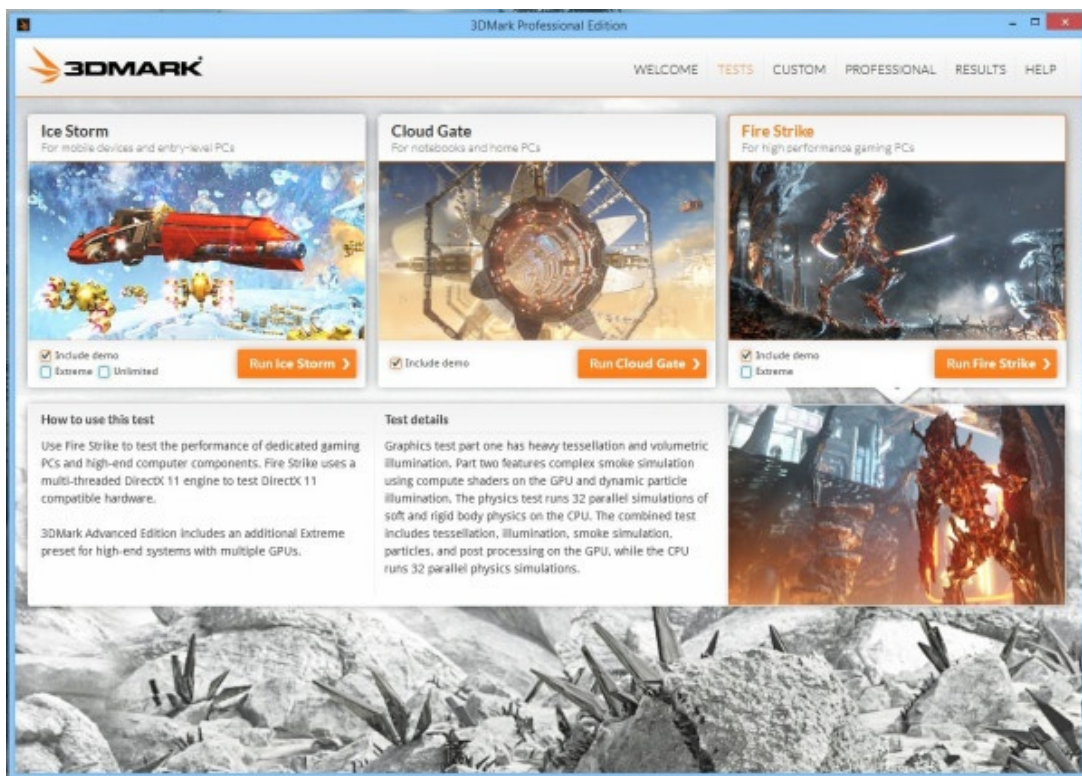 3DMark Professional Edition
3DMARK
WELCOME TESTS CUSTOM PROFESSIONAL RESULTS HELP
Ice Storm
For mobile devices and entry-level PCs
Include demo
Extreme Unlimited
Run Ice Storm
Cloud Gate
For notebooks and home PCs
Include demo
Run Cloud Gate
Fire Strike
For high performance gaming PCs
Include demo
Extreme
Run Fire Strike
How to use this test
Use Fire Strike to test the performance of dedicated gaming
PCs and high-end computer components. Fire Strike uses a
multi-threaded DirectX 11 engine to test DirectX 11
compatible hardware.
3DMark Advanced Edition includes an additional Extreme
preset for high-end systems with multiple GPUs.
Test details
Graphics test part one has heavy tessellation and volumetric
illumination. Part two features complex smoke simulation
using compute shaders on the GPU and dynamic particle
illumination. The physics test runs 32 parallel simulations of
soft and rigid body physics on the CPU. The combined test
includes tessellation, illumination, smoke simulation,
particles, and post processing on the GPU, while the CPU
runs 32 parallel physics simulations.